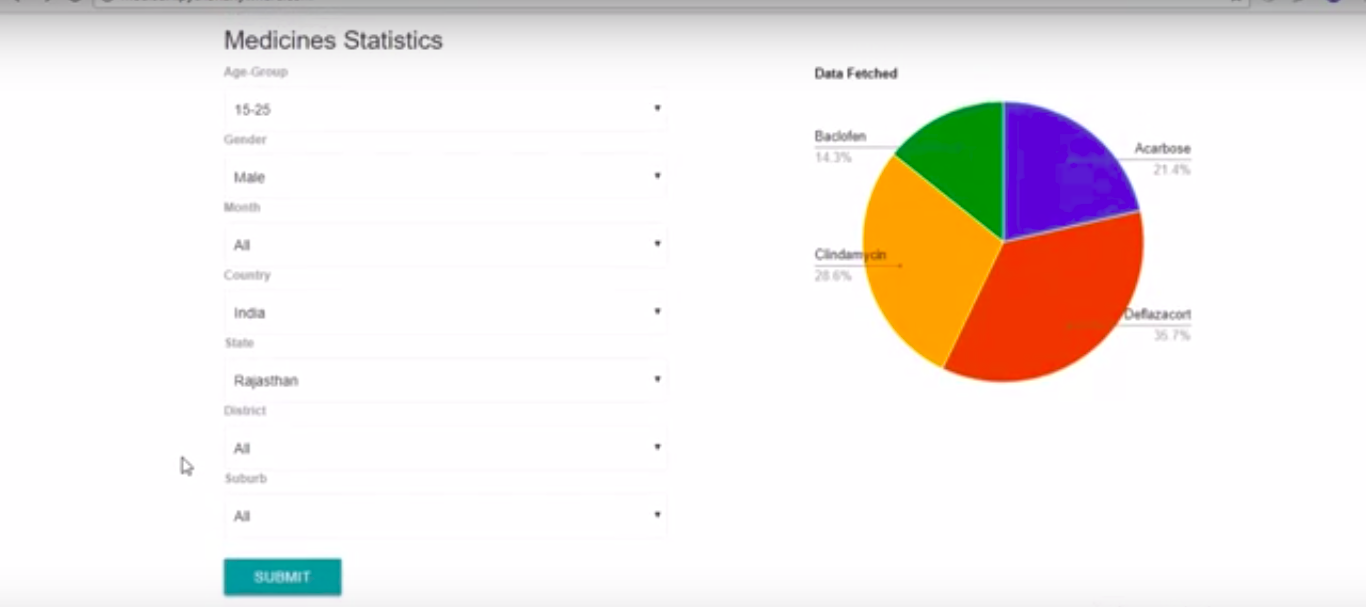 Medicines Statistics
Age-Group
15-25
Gender
Male
Month
All
Country
India
State
Rajasthan
District
All
Suburb
All
SUBMIT
Data Fetched
Baclofen
14.3%
Acarbose
21.4%
Clindamycin
28.6%
Deflazacort
35.7%